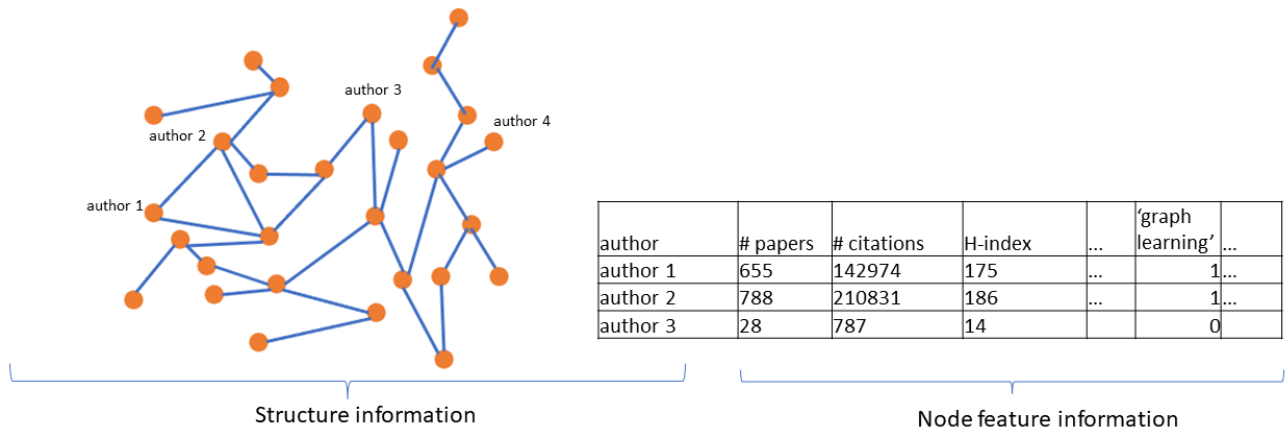 author 3
author 2
author 4
author 1
author # papers # citations H-index ... ‘graph learning’ ...
author 1 655 142974 175 ... 1 ...
author 2 788 210831 186 ... 1 ...
author 3 28 787 14 0
Structure information
Node feature information